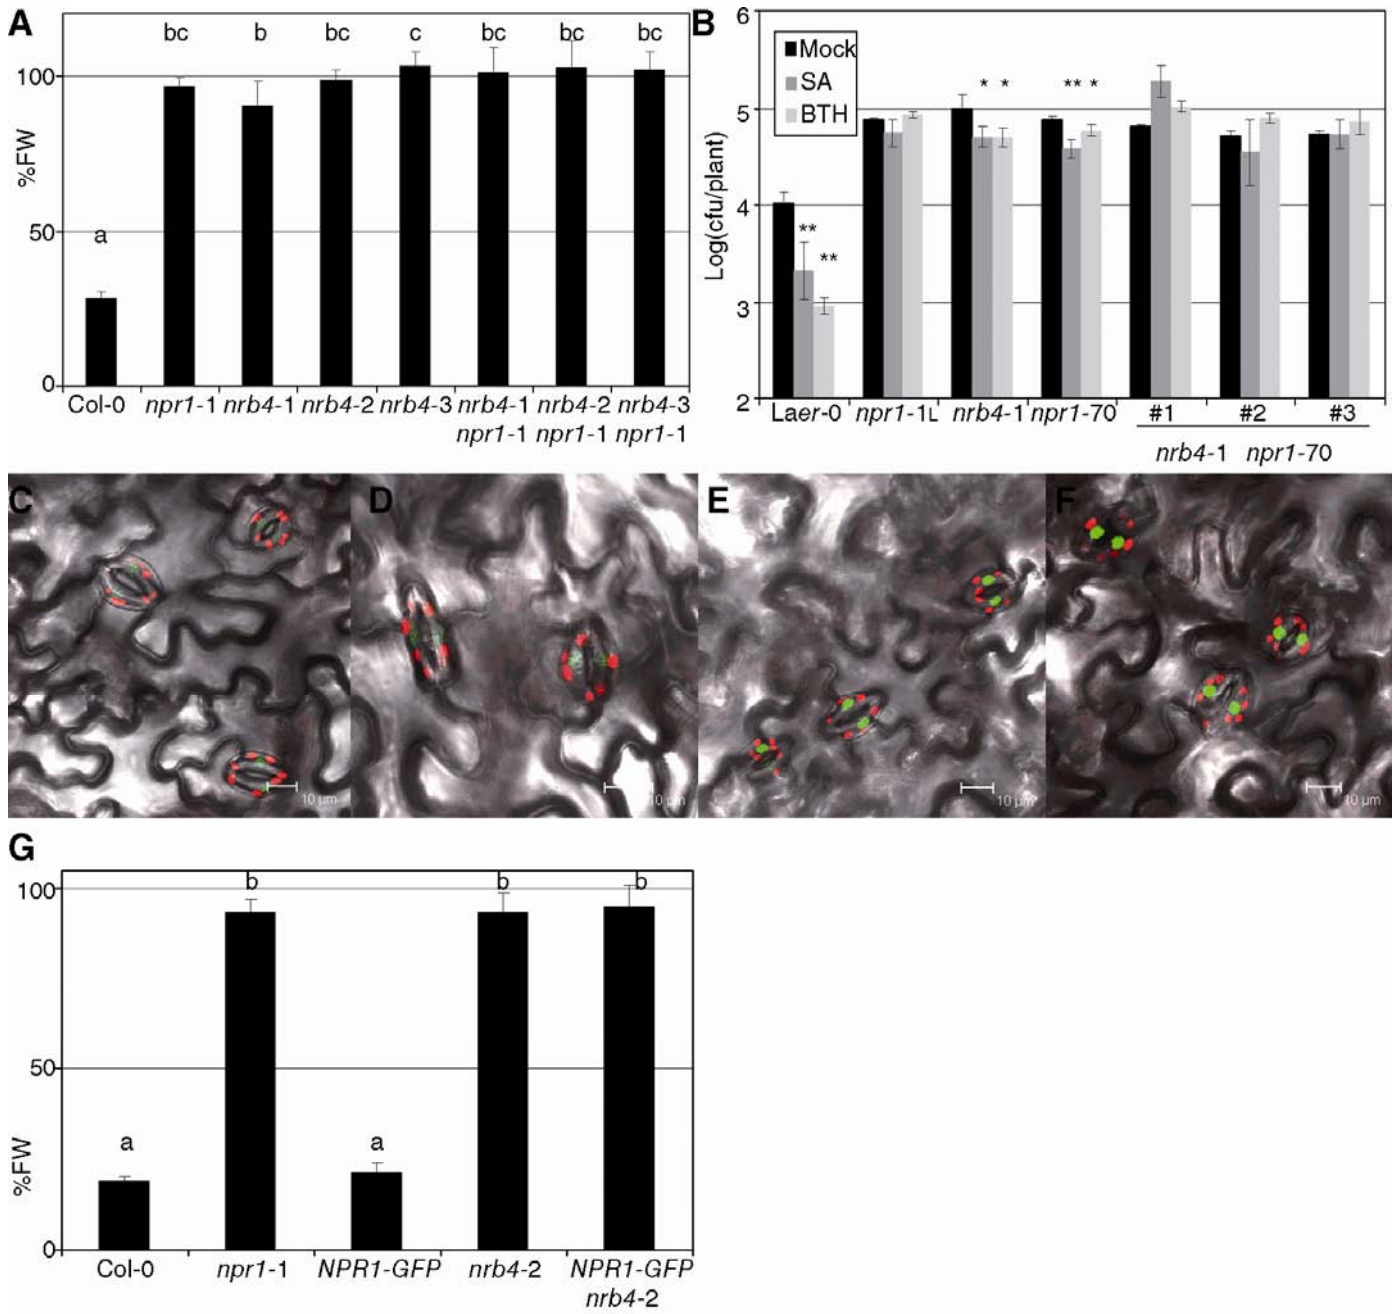 A
bc b bc c bc bc bc
100
%FW
50
a
0
Col-0 npr1-1 nrb4-1 nrb4-2 nrb4-3 nrb4-1 nrb4-2 nrb4-3
npr1-1 npr1-1 npr1-1
B
6
Mock
SA
BTH
* * ** *
5
Log(cfu/plant)
4
**
**
3
2
Laer-0 npr1-1L nrb4-1 npr1-70 #1 #2 #3
nrb4-1 npr1-70
C D E F
10 µm 10 µm 10 µm 10 µm
G
100
b b b
50
%FW
a a
0
Col-0 npr1-1 NPR1-GFP nrb4-2 NPR1-GFP
nrb4-2